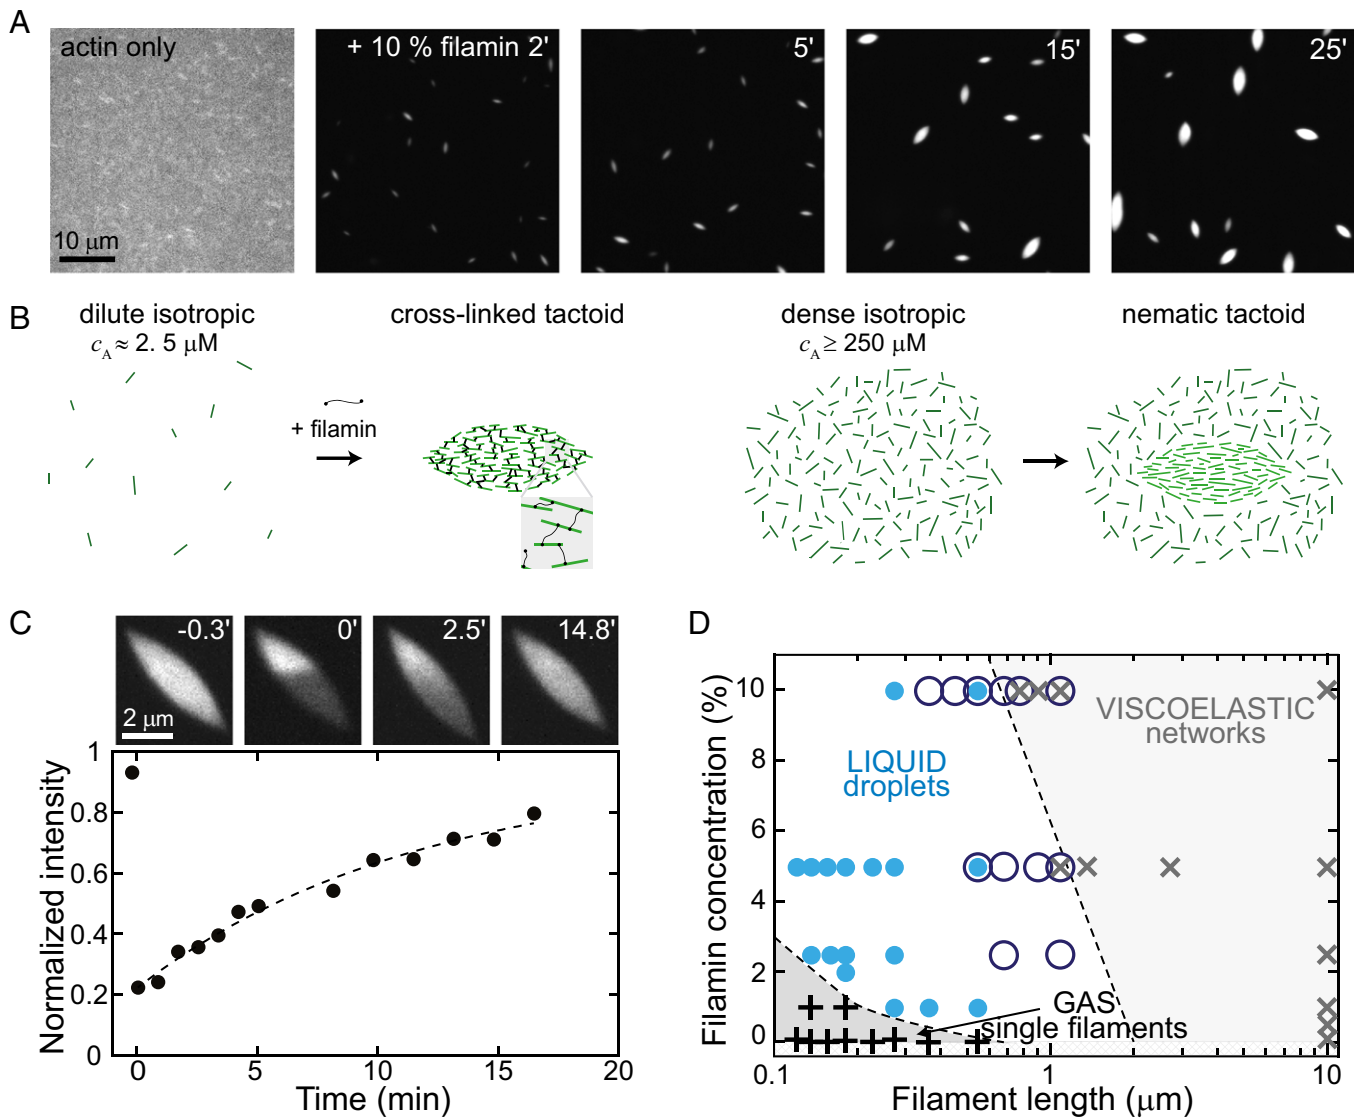 A
actin only
10 μm
+ 10 % filamin 2'
5'
15'
25'
B
dilute isotropic
cA ≈ 2. 5 μM
+ filamin
cross-linked tactoid
dense isotropic
cA ≥ 250 μM
nematic tactoid
C
-0.3'
0'
2.5'
14.8'
2 μm
Normalized intensity
1
0.8
0.6
0.4
0.2
0
0
5
10
15
20
Time (min)
D
Filamin concentration (%)
10
8
6
4
2
0
LIQUID
droplets
VISCOELASTIC
networks
GAS
single filaments
0.1
1
10
Filament length (μm)